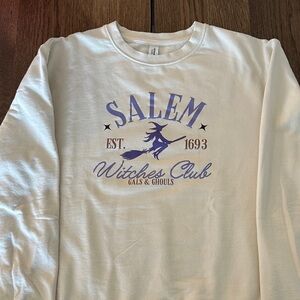 SALEM
EST. 1693
Witches Club
GALS & GHOULS